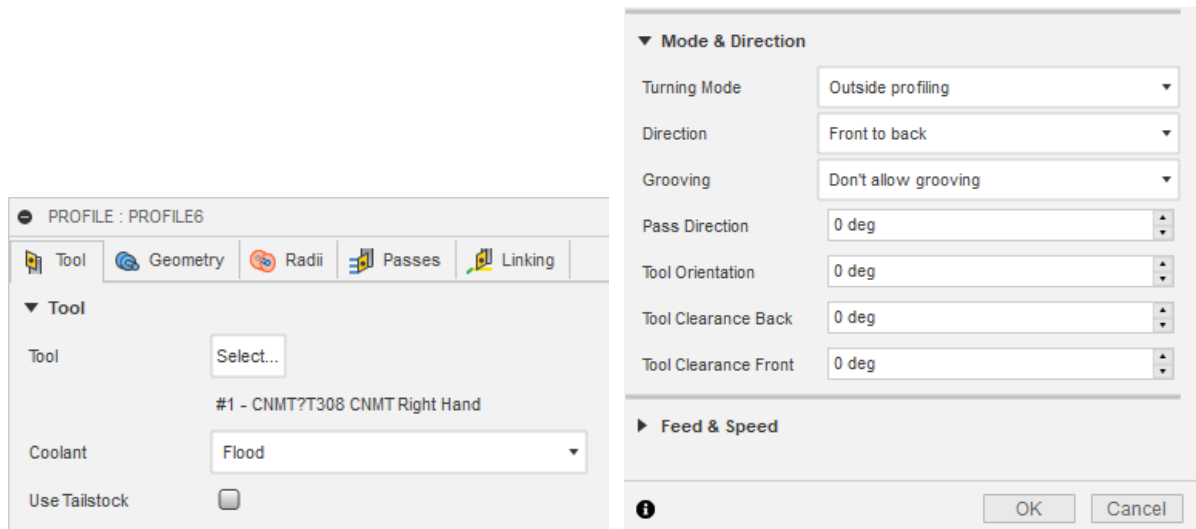 PROFILE : PROFILE6
Tool Geometry Radii Passes Linking
Tool
Tool Select...
#1 - CNMT?T308 CNMT Right Hand
Coolant Flood
Use Tailstock
Mode & Direction
Turning Mode Outside profiling
Direction Front to back
Grooving Don't allow grooving
Pass Direction 0 deg
Tool Orientation 0 deg
Tool Clearance Back 0 deg
Tool Clearance Front 0 deg
Feed & Speed
OK Cancel